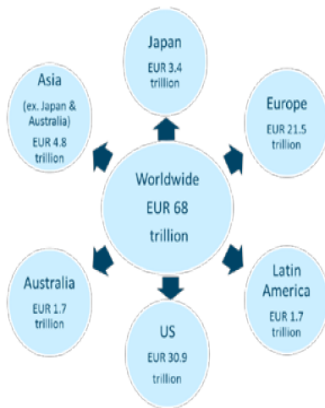 Japan
EUR 3.4
trillion
Asia
(ex. Japan &
Australia)
EUR 4.8
trillion
Europe
EUR 21.5
trillion
Worldwide
EUR 68
trillion
Australia
EUR 1.7
trillion
Latin
America
EUR 1.7
trillion
US
EUR 30.9
trillion